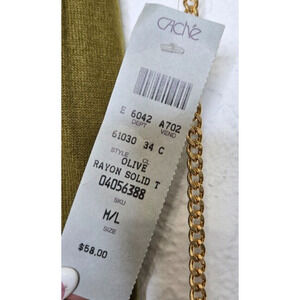 CACHÉ
E 6042 A702
DEPT VEND
61030 34 C
STYLE CL
OLIVE
RAYON SOLID T
04056388
SKU
M/L
SIZE
$58.00